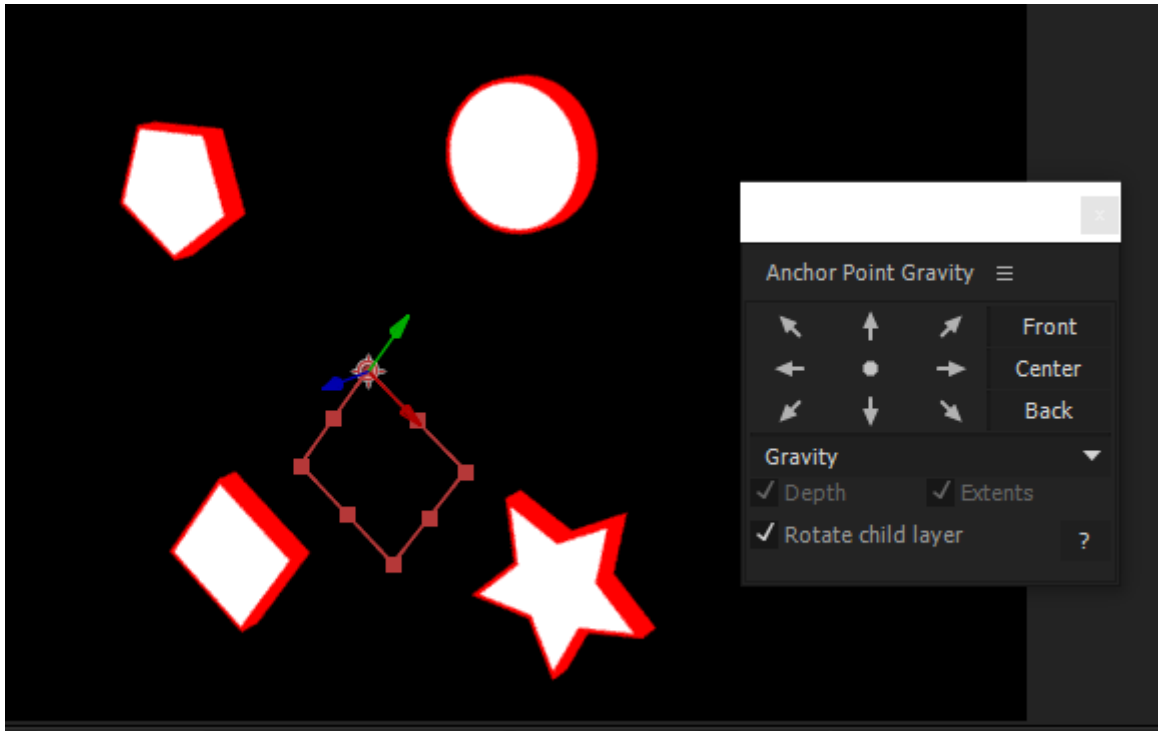 x
Anchor Point Gravity
Front
Center
Back
Gravity
Depth Extents
Rotate child layer ?